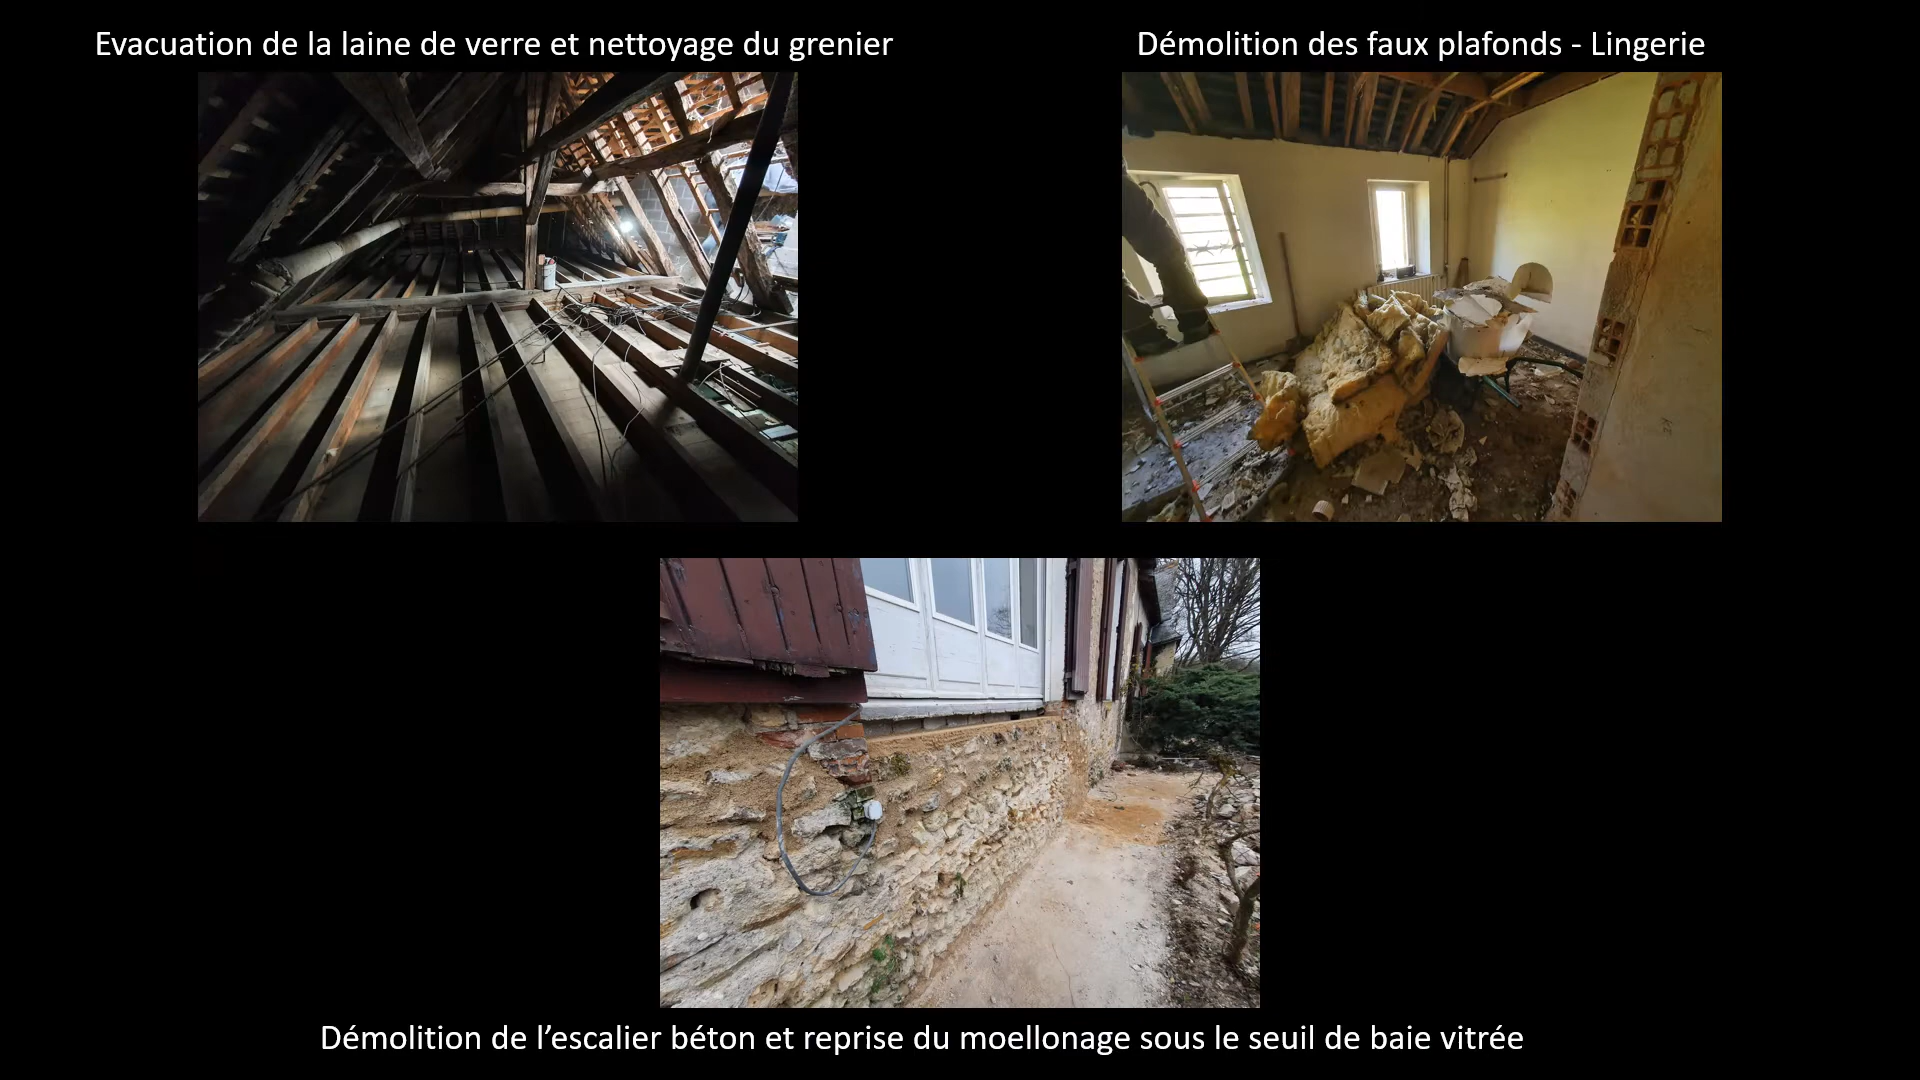 Evacuation de la laine de verre et nettoyage du grenier
Démolition des faux plafonds - Lingerie
Démolition de l’escalier béton et reprise du moellonage sous le seuil de baie vitrée